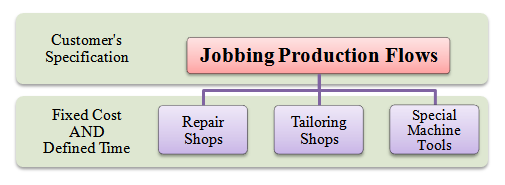 Customer's
Specification
Jobbing Production Flows
Fixed Cost
AND
Defined Time
Repair
Shops
Tailoring
Shops
Special
Machine
Tools